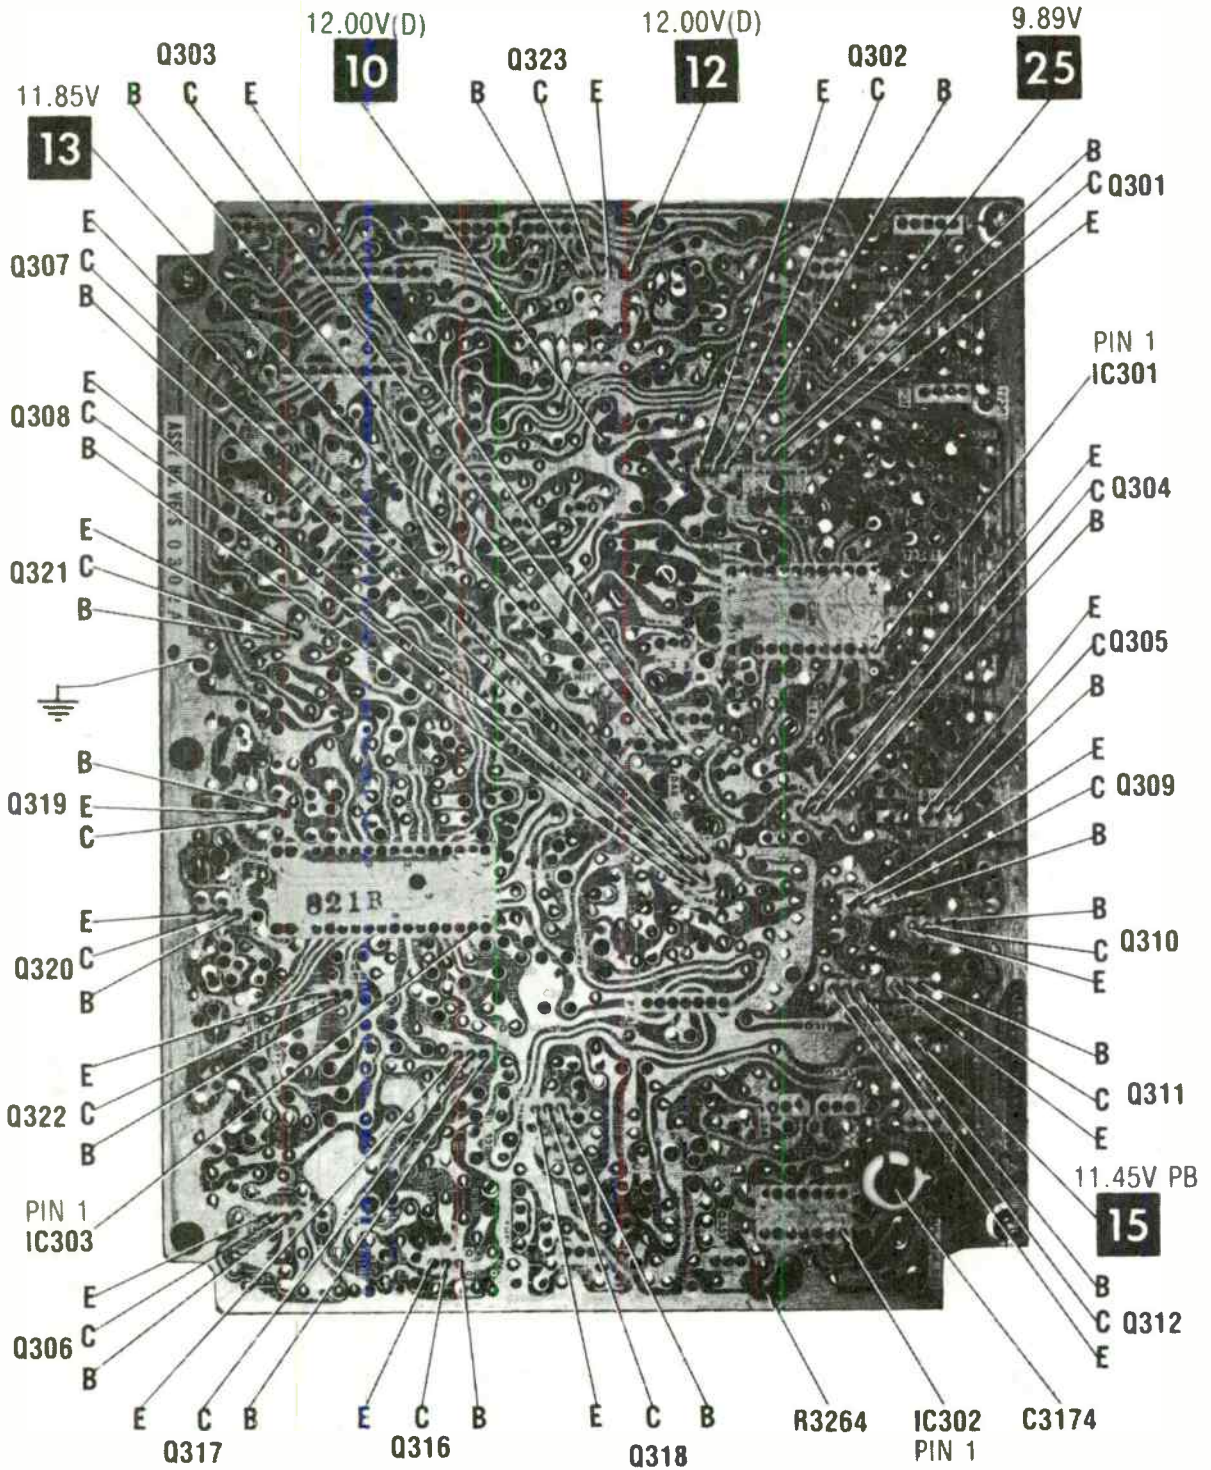 12.00V(D)
12.00V(D)
9.89V
Q303
10
Q323
12
Q302
25
11.85V
B C E
B C E
E C B
13
B
C Q301
E
E
Q307 C
B
PIN 1
IC301
E
Q308 C
B
E
C Q304
B
E
Q321 C
B
E
C Q305
B
B
Q319 E
C
E
C Q309
B
821B
E
Q320 C
B
B
C Q310
E
E
Q322 C
B
B
C Q311
E
PIN 1
IC303
11.45V PB
15
E
Q306 C
B
B
C Q312
E
E C B
Q317
E C B
Q316
E C B
Q318
R3264
IC302
PIN 1
C3174